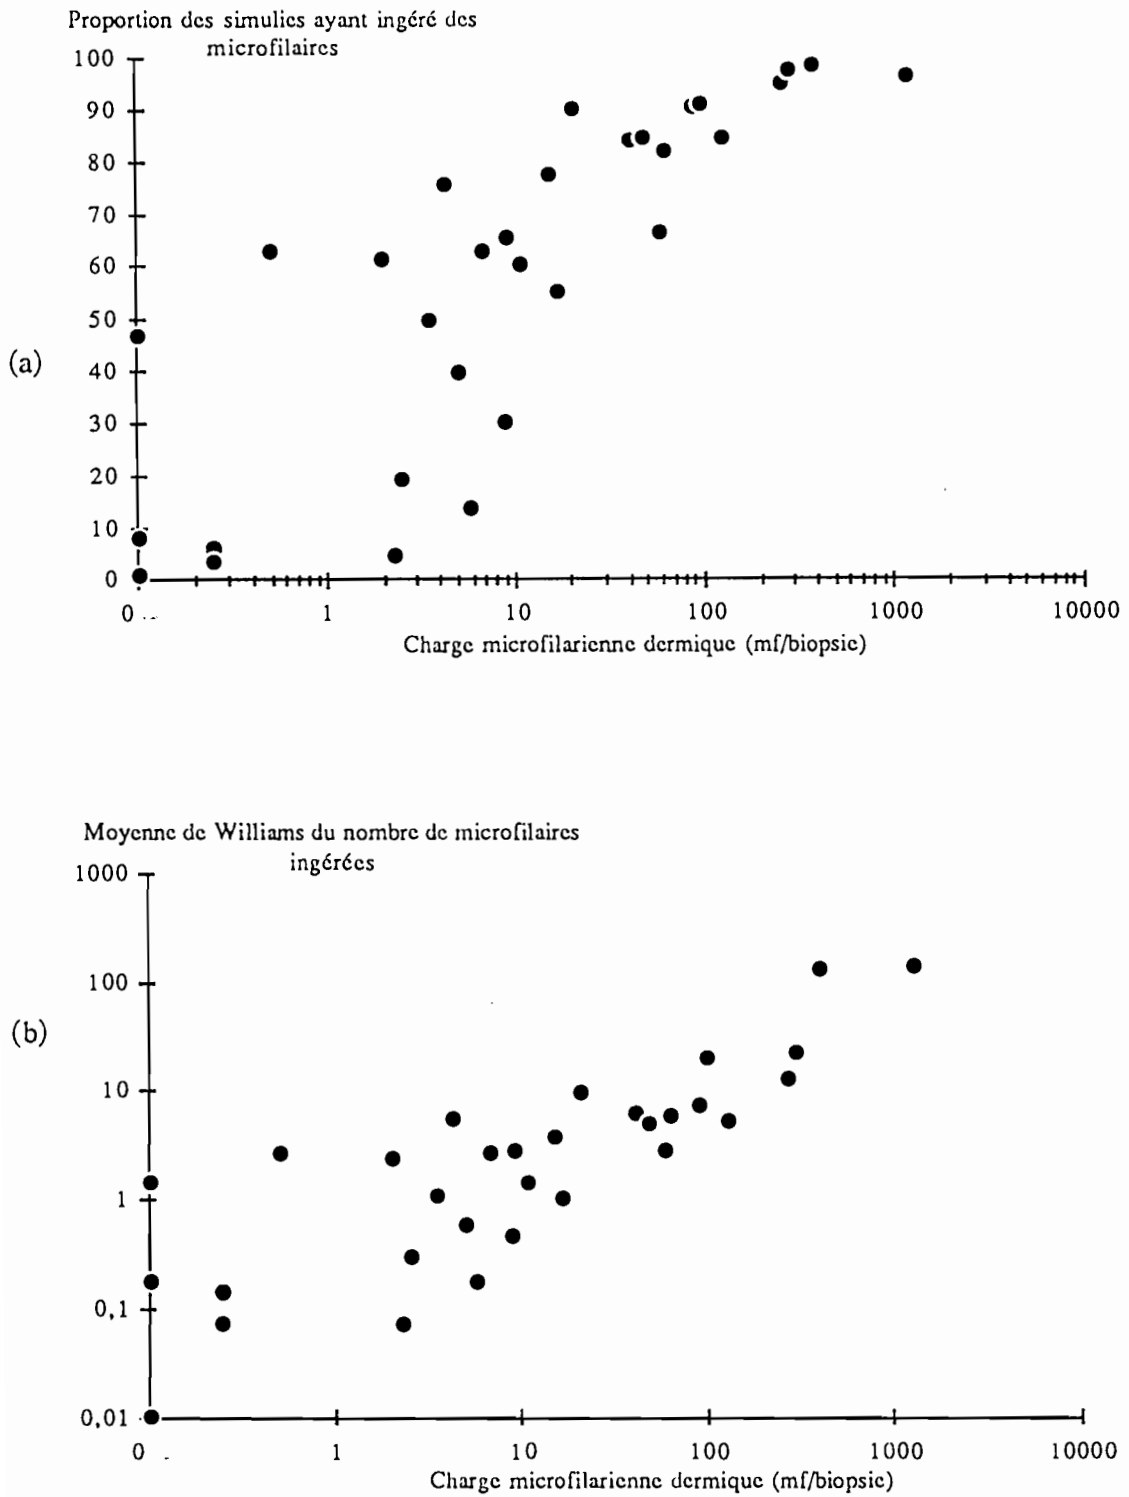 Proportion des simulies ayant ingéré des
microfilaires
100
90
80
70
60
50
(a)
40
30
20
10
0
0 1 10 100 1000 10000
Charge microfilarienne dermique (mf/biopsie)
Moyenne de Williams du nombre de microfilaires
ingérées
1000
100
(b)
10
1
0,1
0,01
0 1 10 100 1000 10000
Charge microfilarienne dermique (mf/biopsie)